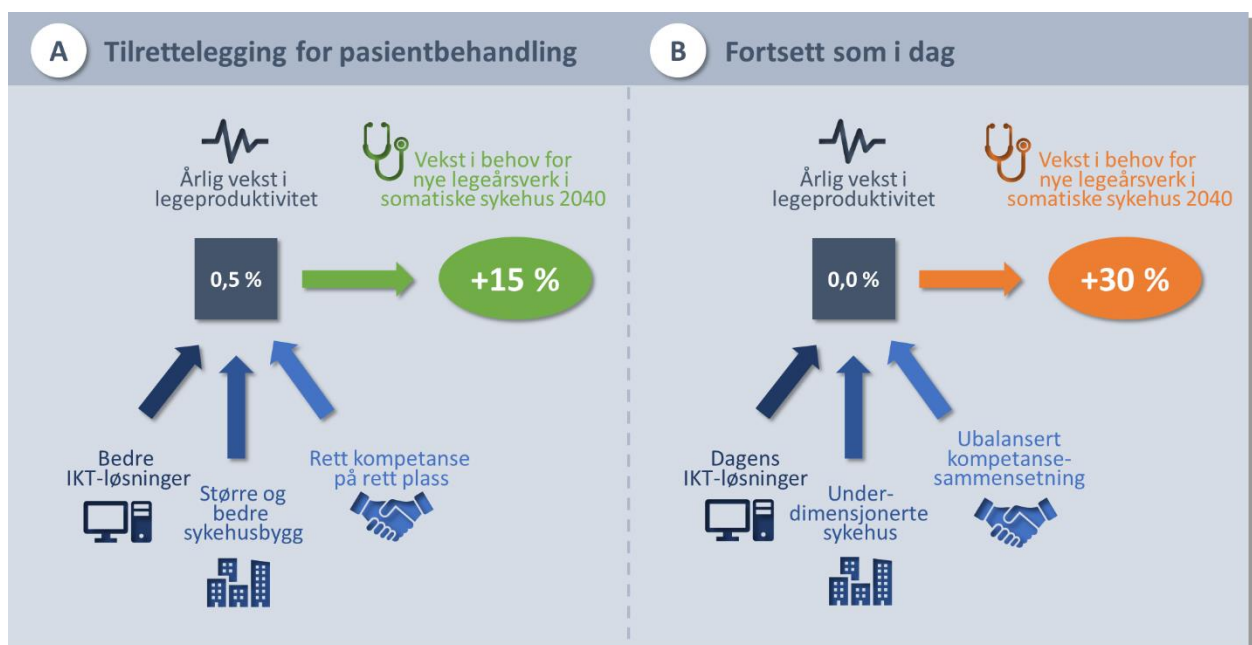 A Tilrettelegging for pasientbehandling
Årlig vekst i
legeproduktivitet
Vekst i behov for
nye legeårsverk i
somatiske sykehus 2040
0,5 %
+15 %
Bedre
IKT-løsninger
Større og
bedre
sykehusbygg
Rett kompetanse
på rett plass
B Fortsett som i dag
Årlig vekst i
legeproduktivitet
Vekst i behov for
nye legeårsverk i
somatiske sykehus 2040
0,0 %
+30 %
Dagens
IKT-løsninger
Under-
dimensjonerte
sykehus
Ubalansert
kompetanse-
sammensetning